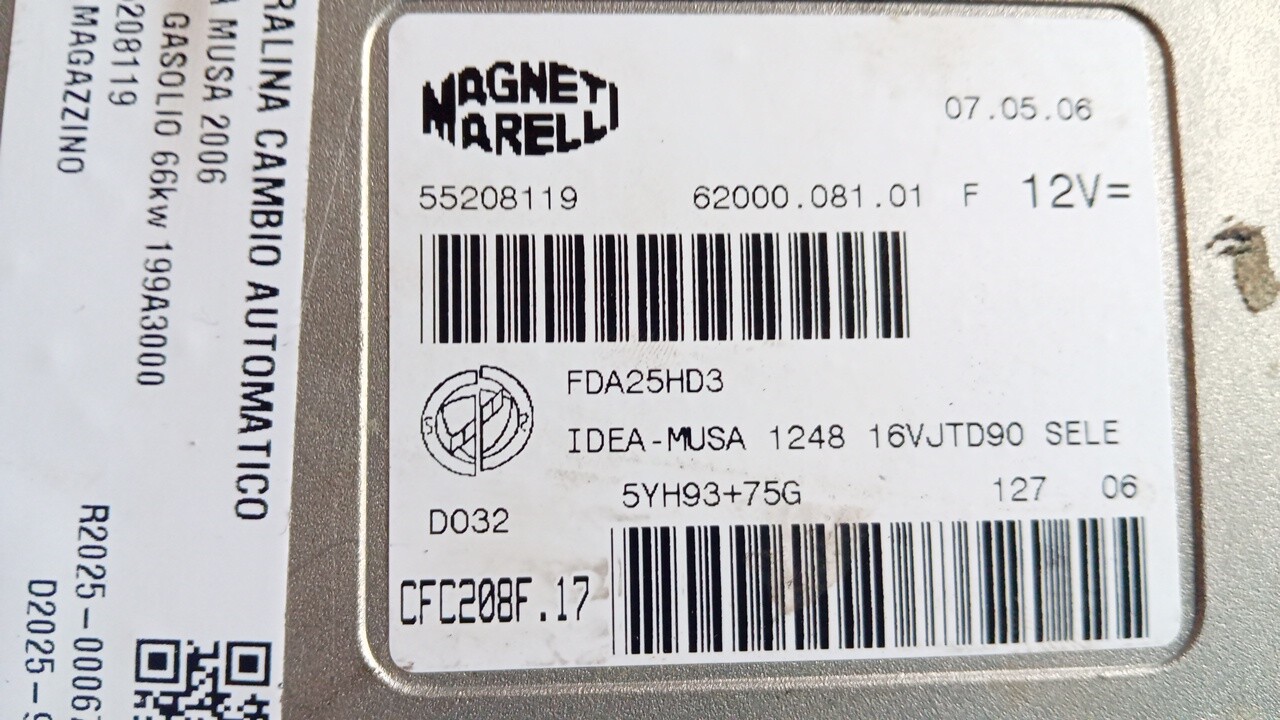 MAGNETI
MARELLI
07.05.06
55208119 62000.081.01 F 12V=
FDA25HD3
IDEA-MUSA 1248 16VJTD90 SELE
5YH93+75G 127 06
D032
CFC208F.17
CAMBIO AUTOMATICO
MUSA 2006
GASOLIO 66kw 199A3000
208119
MAGAZZINO